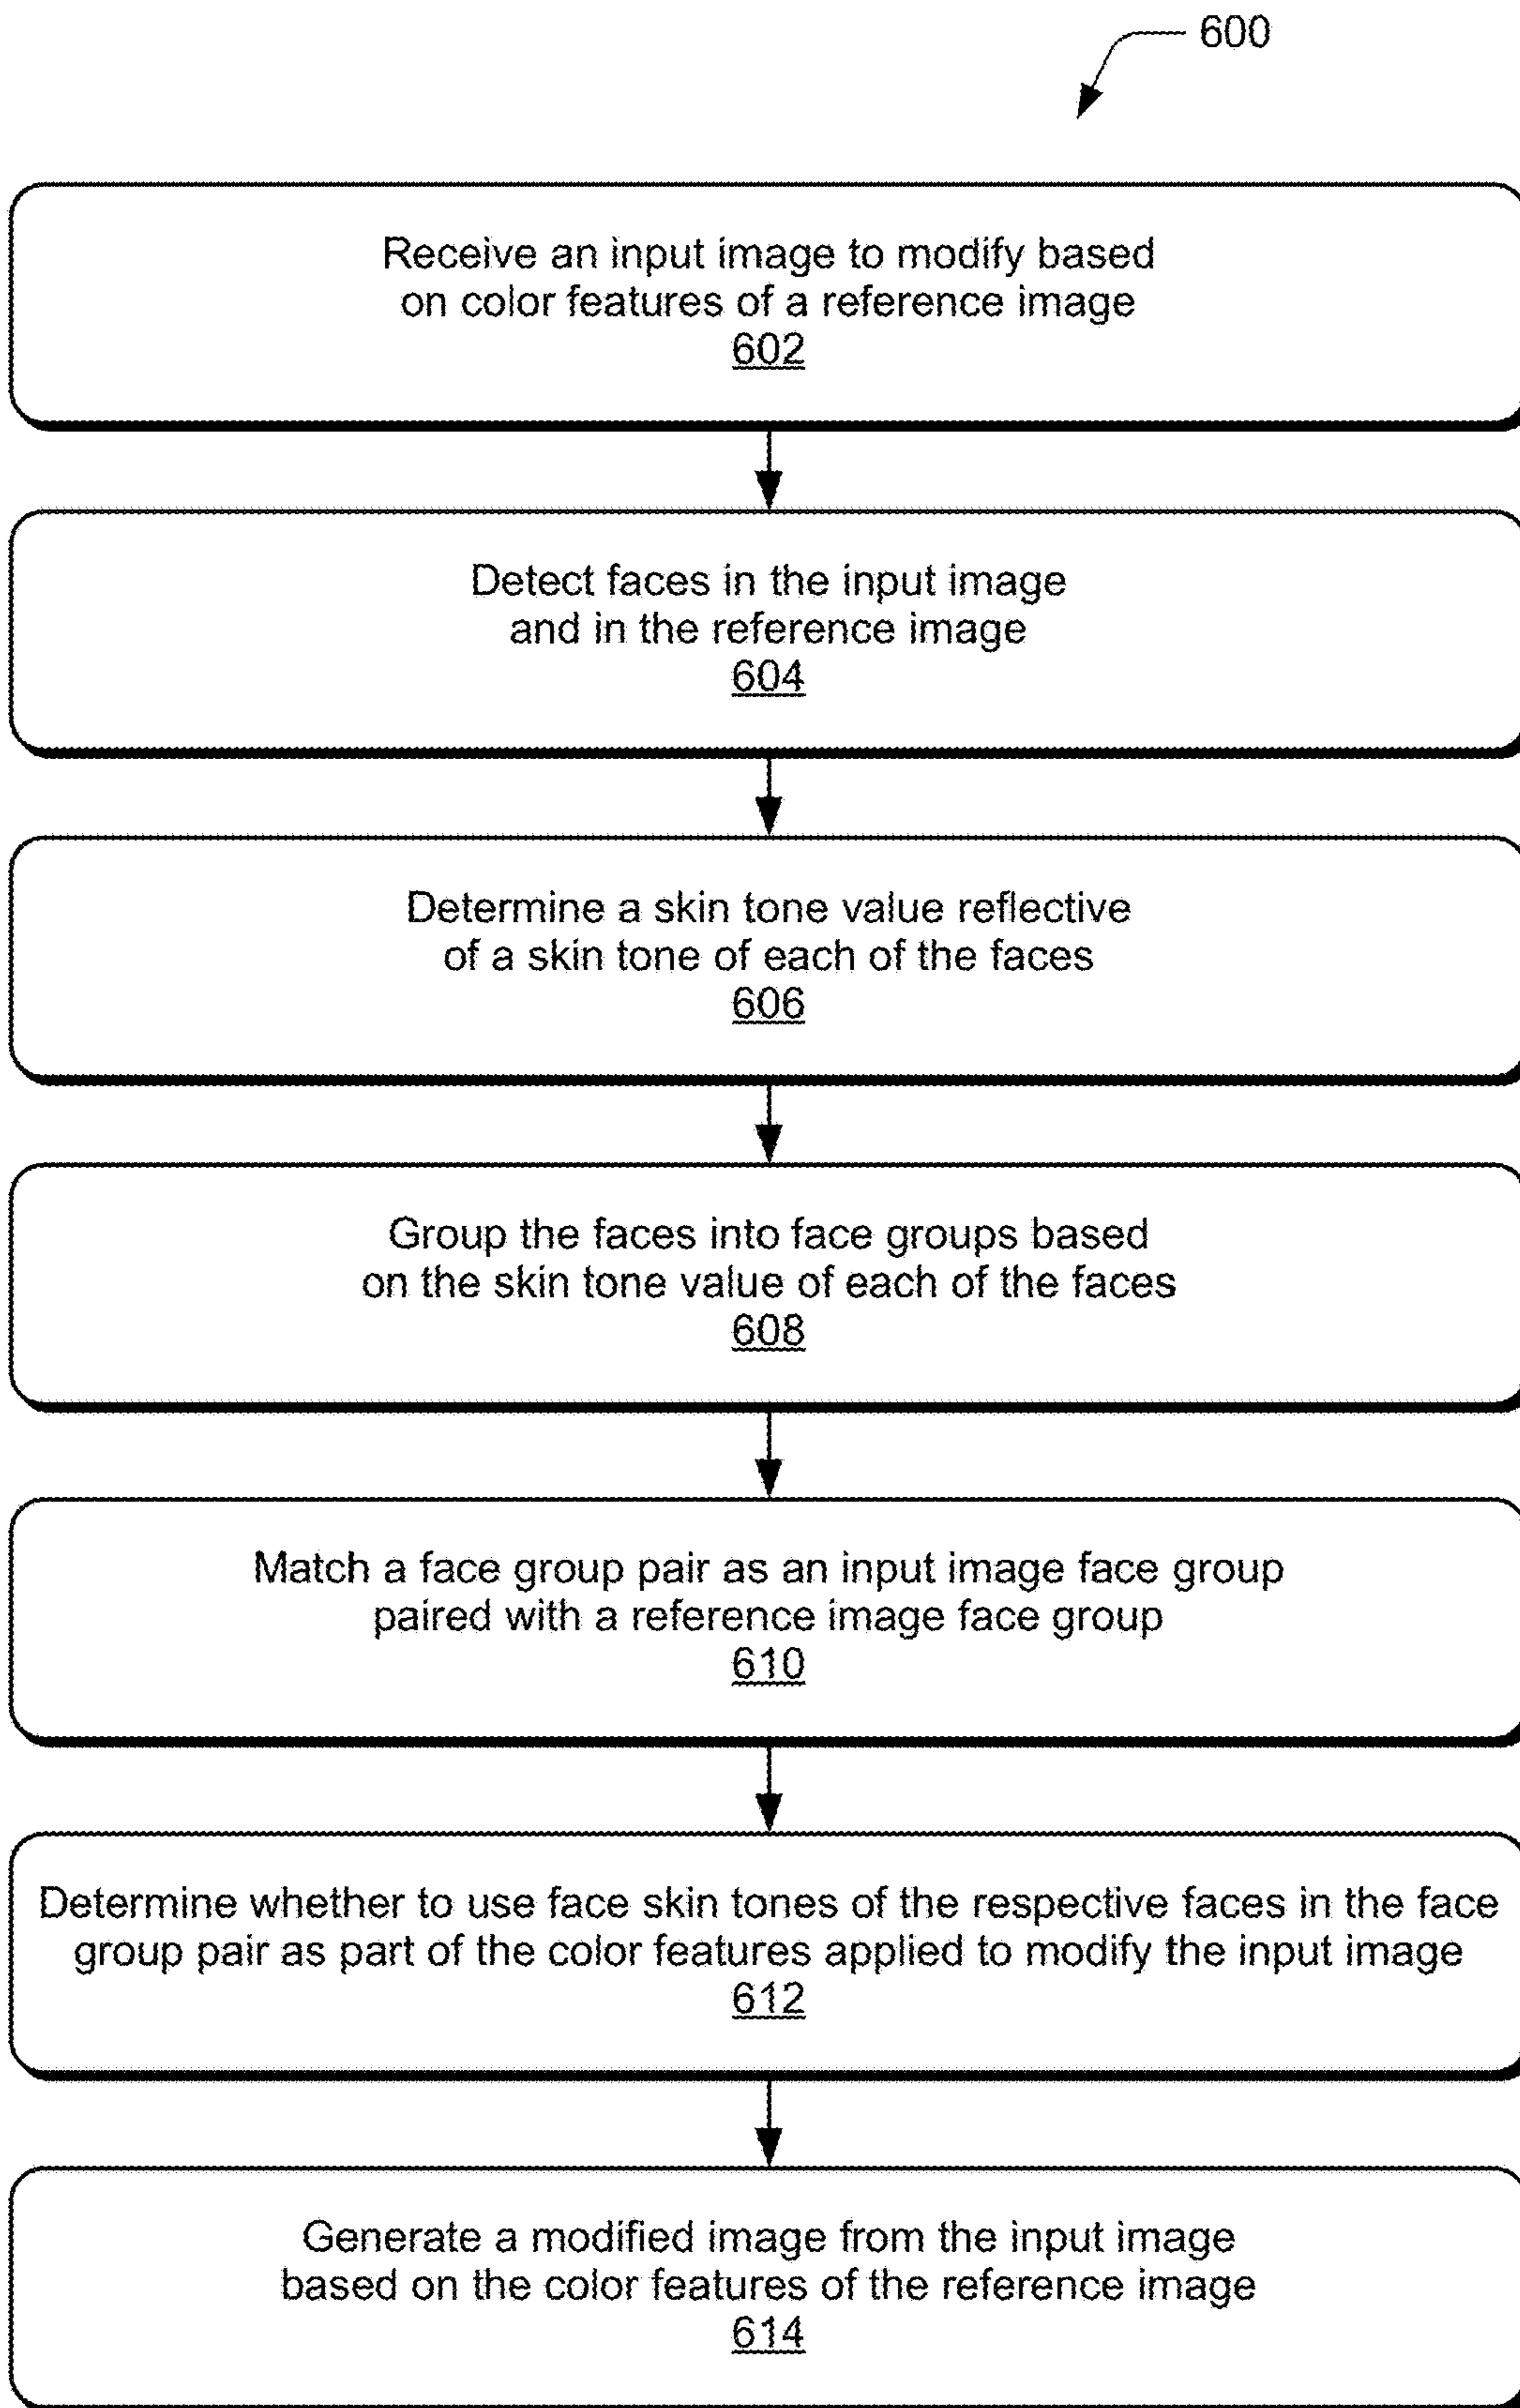 600
Receive an input image to modify based
on color features of a reference image
602
Detect faces in the input image
and in the reference image
604
Determine a skin tone value reflective
of a skin tone of each of the faces
606
Group the faces into face groups based
on the skin tone value of each of the faces
608
Match a face group pair as an input image face group
paired with a reference image face group
610
Determine whether to use face skin tones of the respective faces in the face
group pair as part of the color features applied to modify the input image
612
Generate a modified image from the input image
based on the color features of the reference image
614